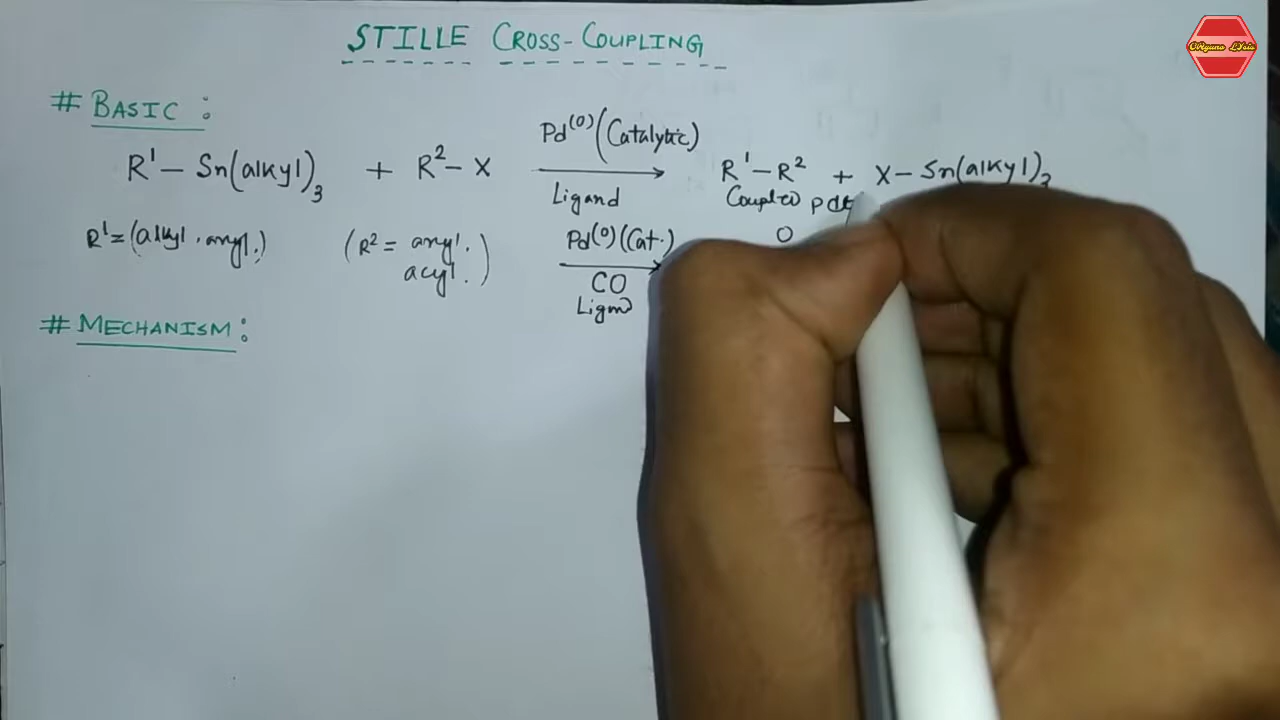 STILLE CROSS-COUPLING
# BASIC :
R¹ - Sn(alkyl)₃ + R² - X Pd⁽⁰⁾(Catalytic) Ligand R¹ - R² + X - Sn(alkyl)₃
Coupled pdt
R¹ = (alkyl, aryl.) (R² = aryl. acyl.) Pd⁽⁰⁾(Cat.) CO O
# MECHANISM :